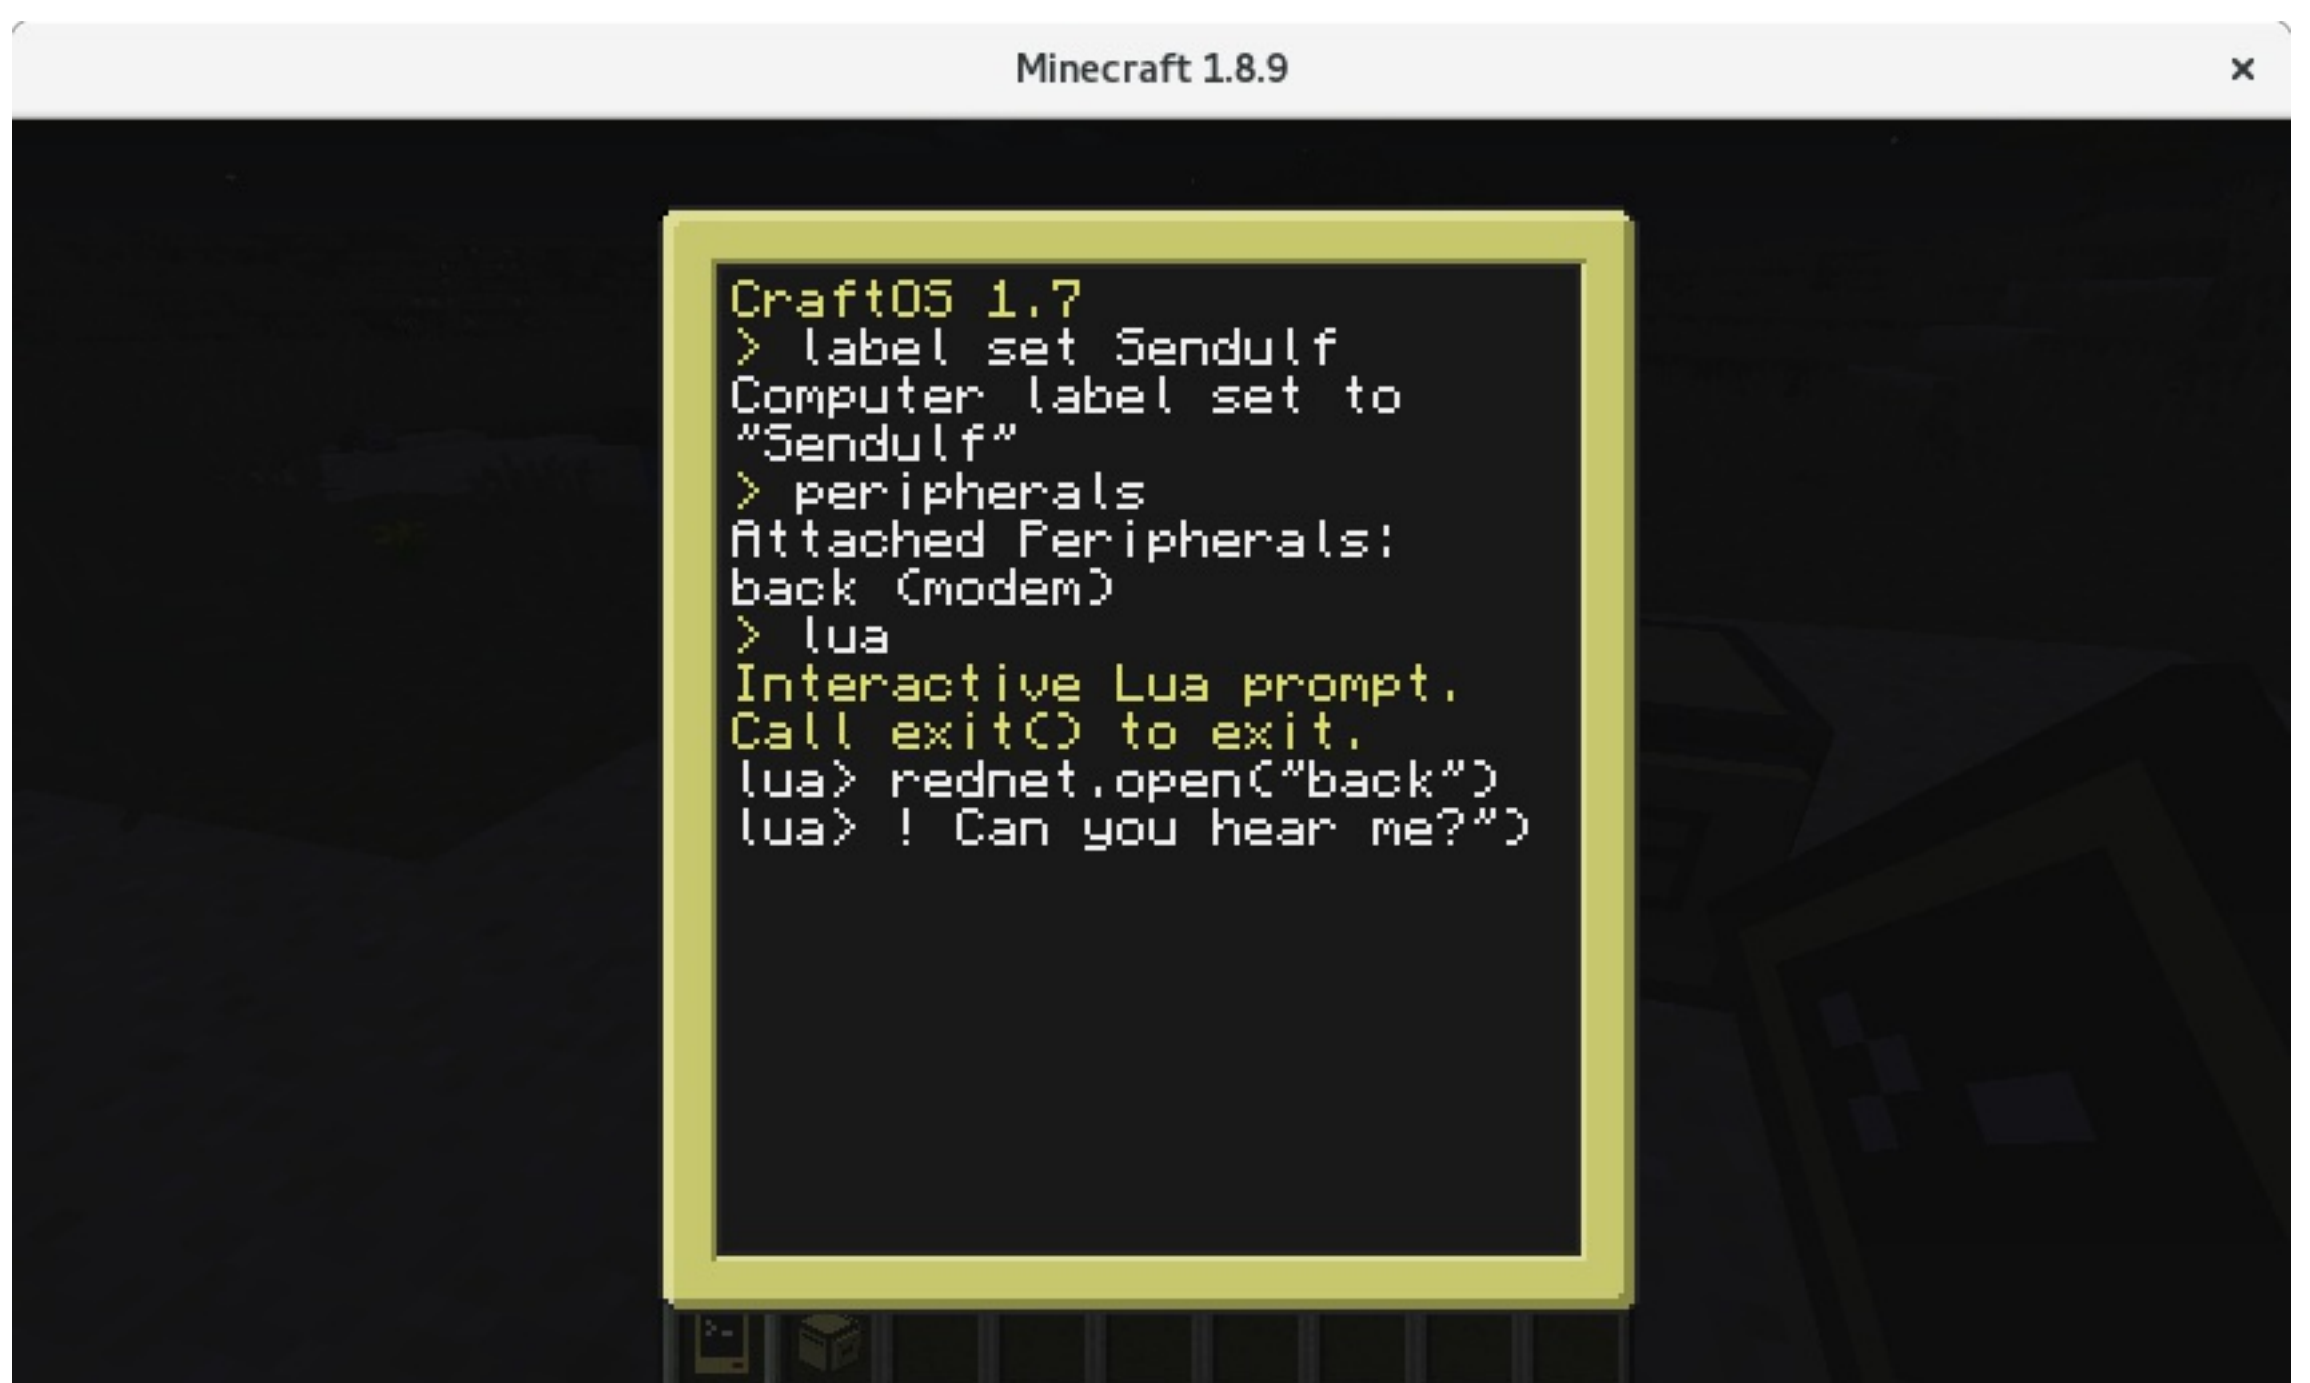 Minecraft 1.8.9
×
CraftOS 1.7
> label set Sendulf
Computer label set to
"Sendulf"
> peripherals
Attached Peripherals:
back (modem)
> lua
Interactive Lua prompt.
Call exit() to exit.
lua> rednet.open("back")
lua> ! Can you hear me?")